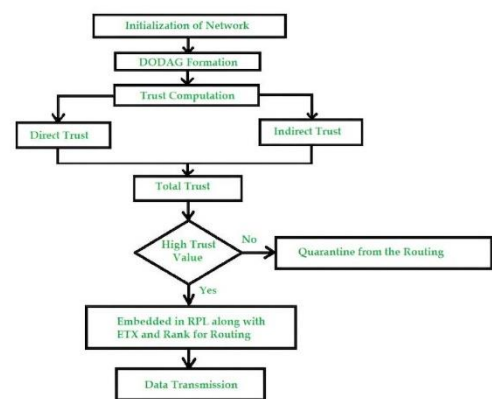 Initialization of Network
DODAG Formation
Trust Computation
Direct Trust
Indirect Trust
Total Trust
High Trust
Value
No
Quarantine from the Routing
Yes
Embedded in RPL along with
ETX and Rank for Routing
Data Transmission